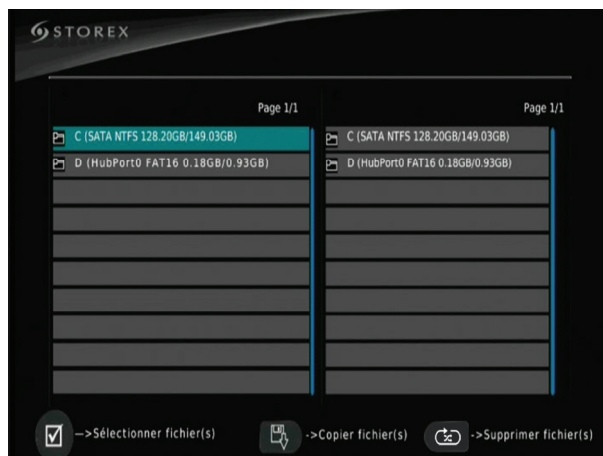 STOREX
Page 1/1
Page 1/1
C (SATA NTFS 128.20GB/149.03GB)
C (SATA NTFS 128.20GB/149.03GB)
D (HubPort0 FAT16 0.18GB/0.93GB)
D (HubPort0 FAT16 0.18GB/0.93GB)
—>Sélectionner fichier(s)
->Copier fichier(s)
->Supprimer fichier(s)